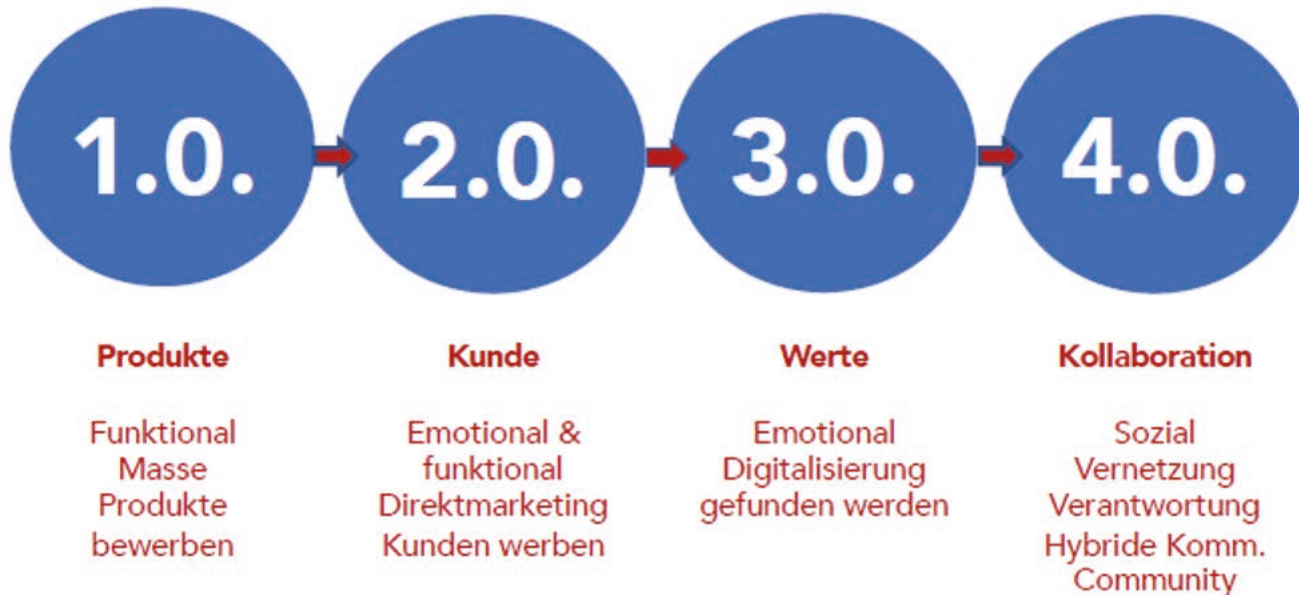 1.0.
2.0.
3.0.
4.0.
Produkte
Funktional
Masse
Produkte
bewerben
Kunde
Emotional &
funktional
Direktmarketing
Kunden werben
Werte
Emotional
Digitalisierung
gefunden werden
Kollaboration
Sozial
Vernetzung
Verantwortung
Hybride Komm.
Community